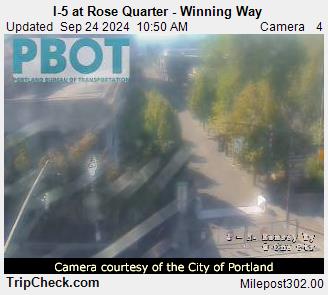 I-5 at Rose Quarter - Winning Way
Updated Sep 24 2024 10:50 AM Camera 4
PBOT
PORTLAND BUREAU OF TRANSPORTATION
Camera courtesy of the City of Portland
TripCheck.com Milepost302.00